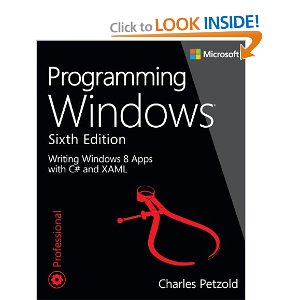 Click to LOOK INSIDE!
Microsoft
Programming
Windows®
Sixth Edition
Writing Windows 8 Apps
with C# and XAML
Professional
Charles Petzold